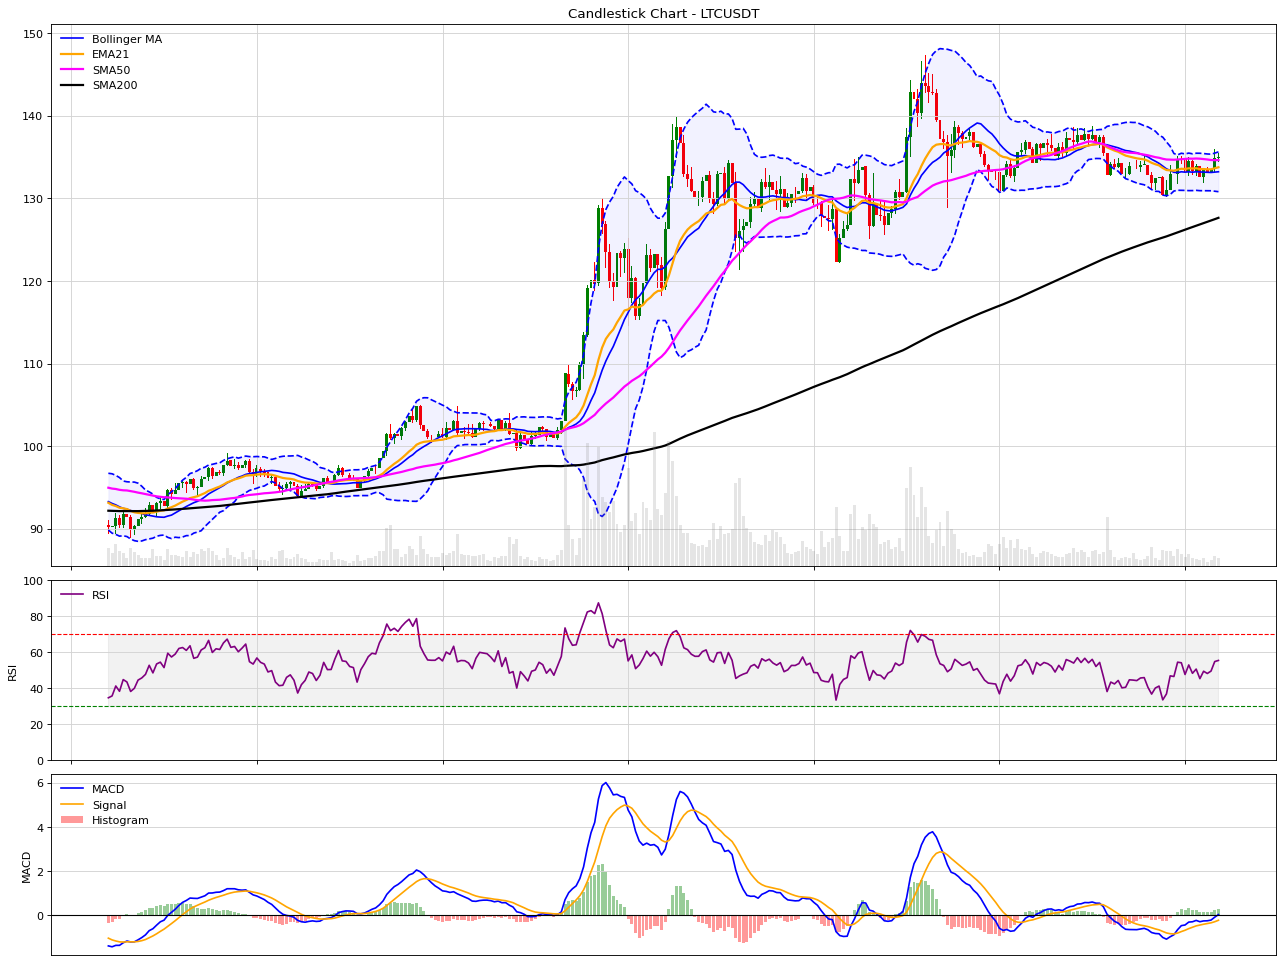 Candlestick Chart - LTCUSDT
Bollinger MA
EMA21
SMA50
SMA200
150
140
130
120
110
100
90
RSI
100
80
60
40
20
0
RSI
MACD
Signal
Histogram
6
4
2
0
MACD